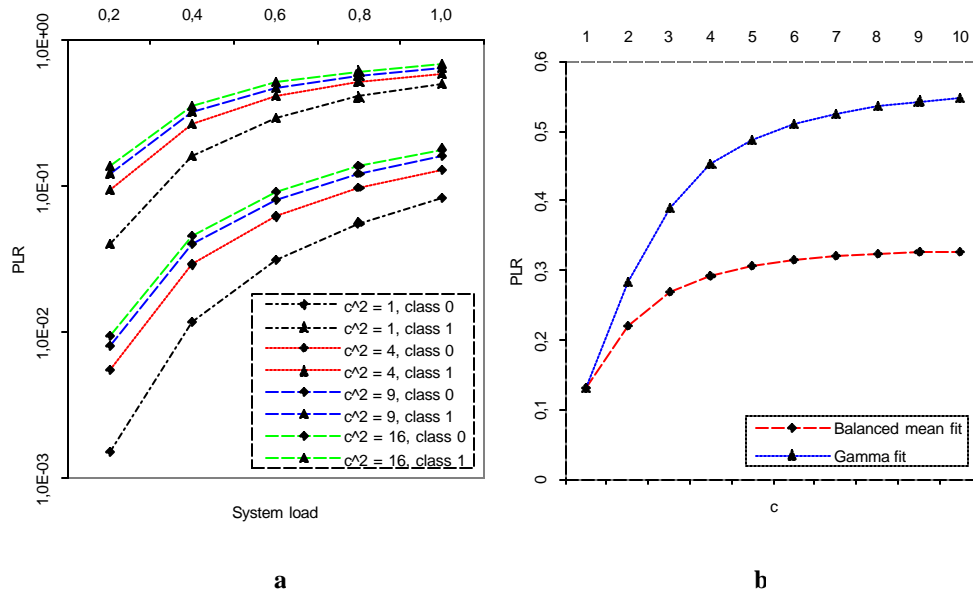 0,2 0,4 0,6 0,8 1,0
1,0E+00
1,0E-01
1,0E-02
1,0E-03
PLR
c^2 = 1, class 0
c^2 = 1, class 1
c^2 = 4, class 0
c^2 = 4, class 1
c^2 = 9, class 0
c^2 = 9, class 1
c^2 = 16, class 0
c^2 = 16, class 1
System load
a
1 2 3 4 5 6 7 8 9 10
0,6
0,5
0,4
0,3
0,2
0,1
0
PLR
Balanced mean fit
Gamma fit
c
b